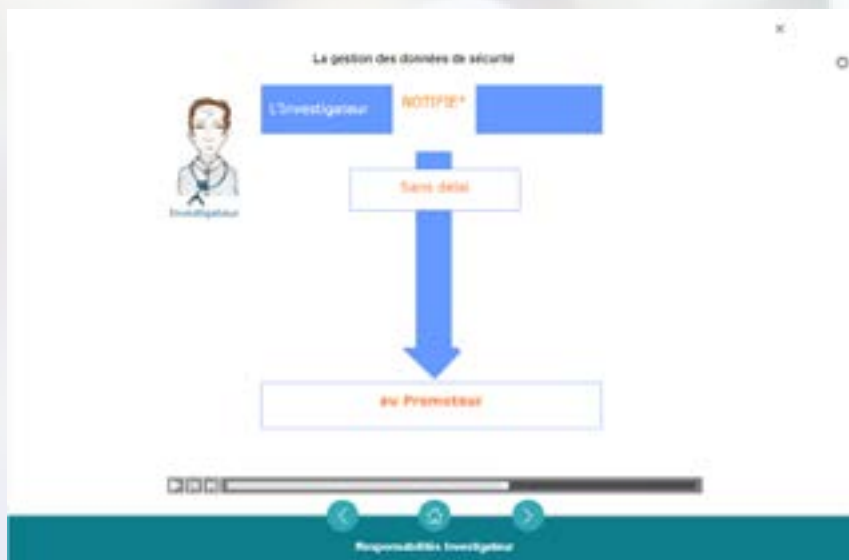 La gestion des données de sécurité
L'Investigateur
NOTIFIE*
Sans délai
Investigateur
au Promoteur
Responsabilités Investigateur